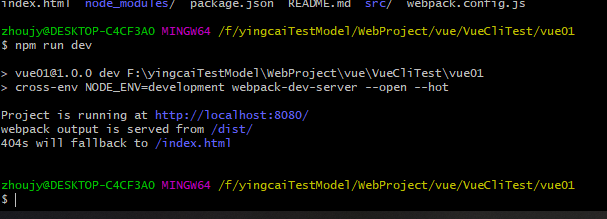 index.html  node_modules/  package.json  README.md  src/  webpack.config.js
zhoujy@DESKTOP-C4CF3AO MINGW64 /f/yingcaiTestModel/WebProject/vue/VueCliTest/vue01
$ npm run dev
> vue01@1.0.0 dev F:\yingcaiTestModel\WebProject\vue\VueCliTest\vue01
> cross-env NODE_ENV=development webpack-dev-server --open --hot
Project is running at http://localhost:8080/
webpack output is served from /dist/
404s will fallback to /index.html
zhoujy@DESKTOP-C4CF3AO MINGW64 /f/yingcaiTestModel/WebProject/vue/VueCliTest/vue01
$